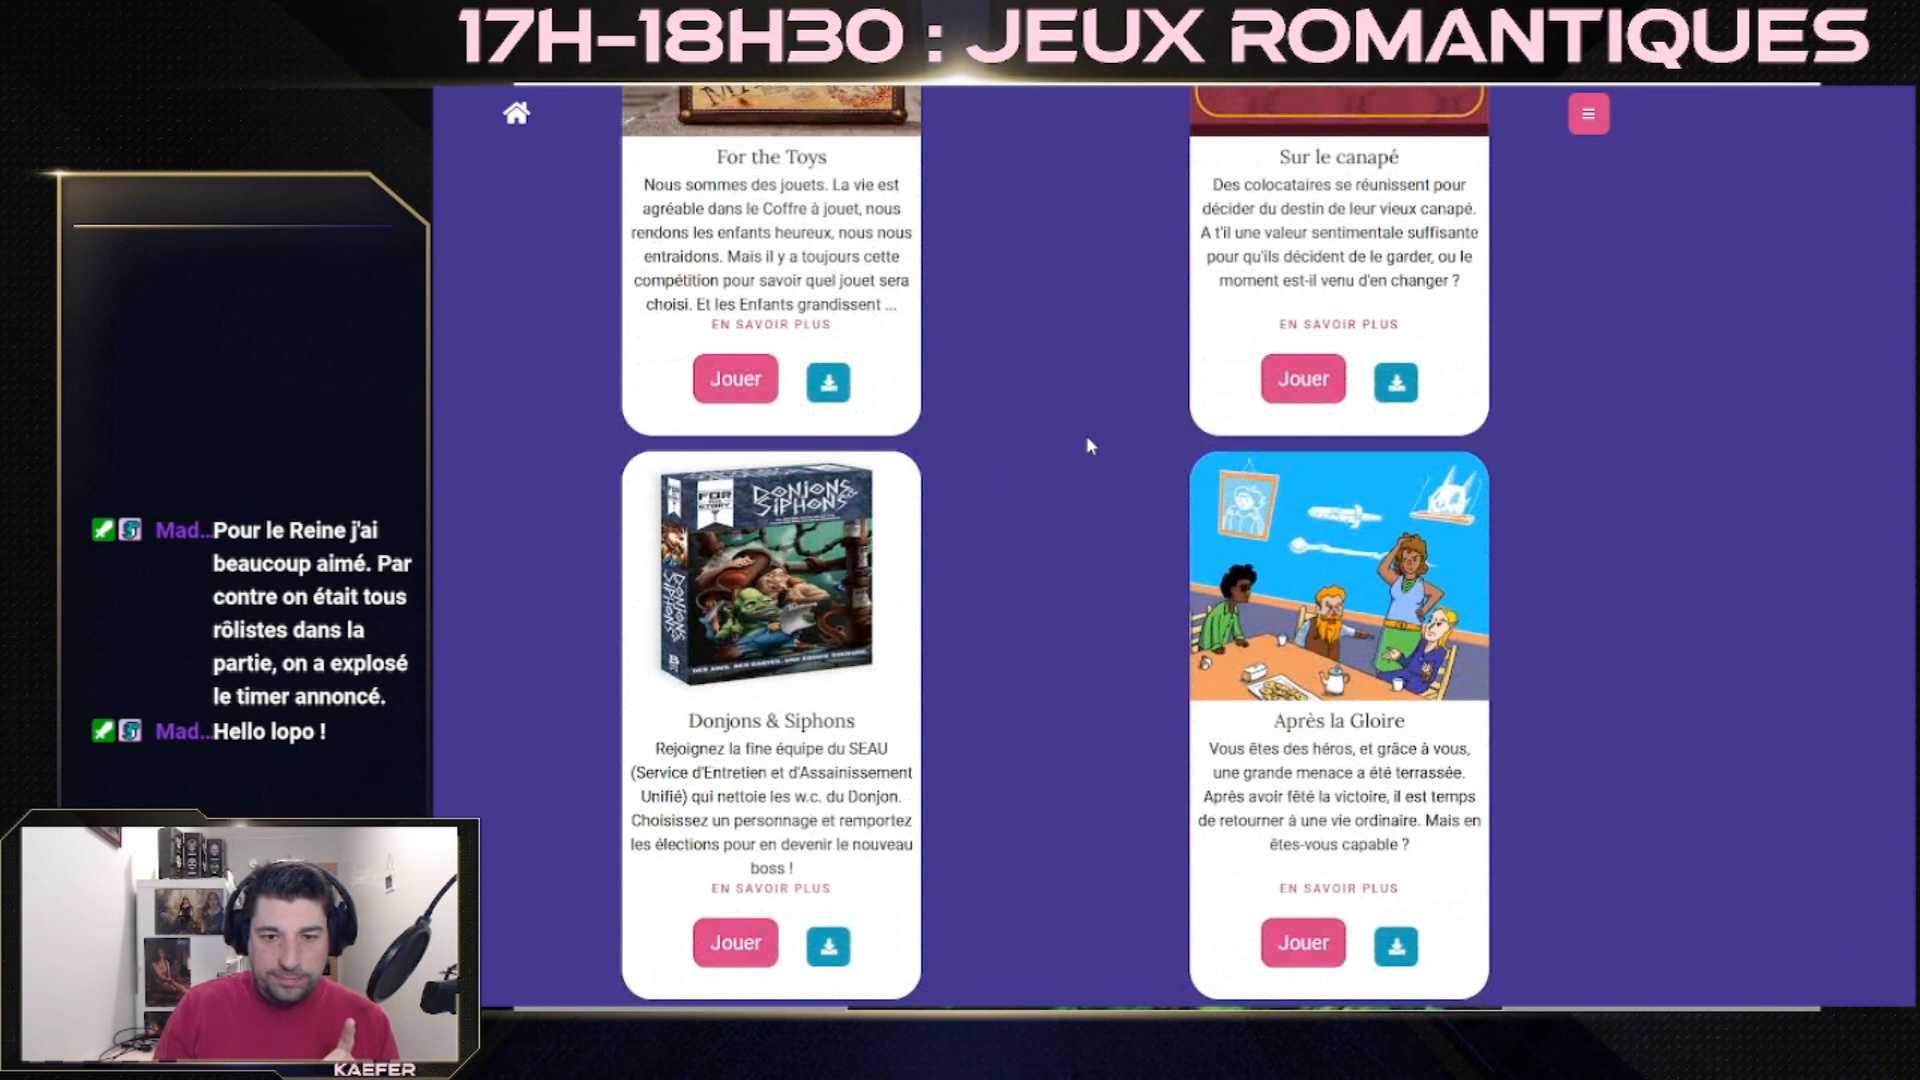 17H-18H30 : JEUX ROMANTIQUES
For the Toys
Nous sommes des jouets. La vie est
agréable dans le Coffre à jouet, nous
rendons les enfants heureux, nous nous
entraidons. Mais il y a toujours cette
compétition pour savoir quel jouet sera
choisi. Et les Enfants grandissent ...
EN SAVOIR PLUS
Jouer
Sur le canapé
Des colocataires se réunissent pour
décider du destin de leur vieux canapé.
A t'il une valeur sentimentale suffisante
pour qu'ils décident de le garder, ou le
moment est-il venu d'en changer ?
EN SAVOIR PLUS
Jouer
FOR
STORY
DONJONS &
SIPHONS
DONJONS & SIPHONS
Donjons & Siphons
Rejoignez la fine équipe du SEAU
(Service d'Entretien et d'Assainissement
Unifié) qui nettoie les w.c. du Donjon.
Choisissez un personnage et remportez
les élections pour en devenir le nouveau
boss !
EN SAVOIR PLUS
Jouer
Après la Gloire
Vous êtes des héros, et grâce à vous,
une grande menace a été terrassée.
Après avoir fêté la victoire, il est temps
de retourner à une vie ordinaire. Mais en
êtes-vous capable ?
EN SAVOIR PLUS
Jouer
Mad...Pour le Reine j'ai
beaucoup aimé. Par
contre on était tous
rôlistes dans la
partie, on a explosé
le timer annoncé.
Mad...Hello lopo !
KAEFER